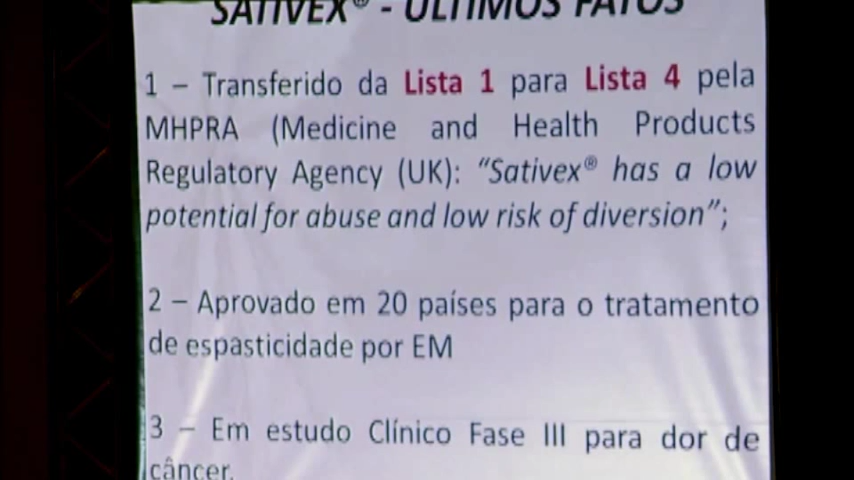 SATIVEX® - ÚLTIMOS FATOS
1 – Transferido da Lista 1 para Lista 4 pela
MHPRA (Medicine and Health Products
Regulatory Agency (UK): “Sativex® has a low
potential for abuse and low risk of diversion”;
2 – Aprovado em 20 países para o tratamento
de espasticidade por EM
3 – Em estudo Clínico Fase III para dor de
câncer.